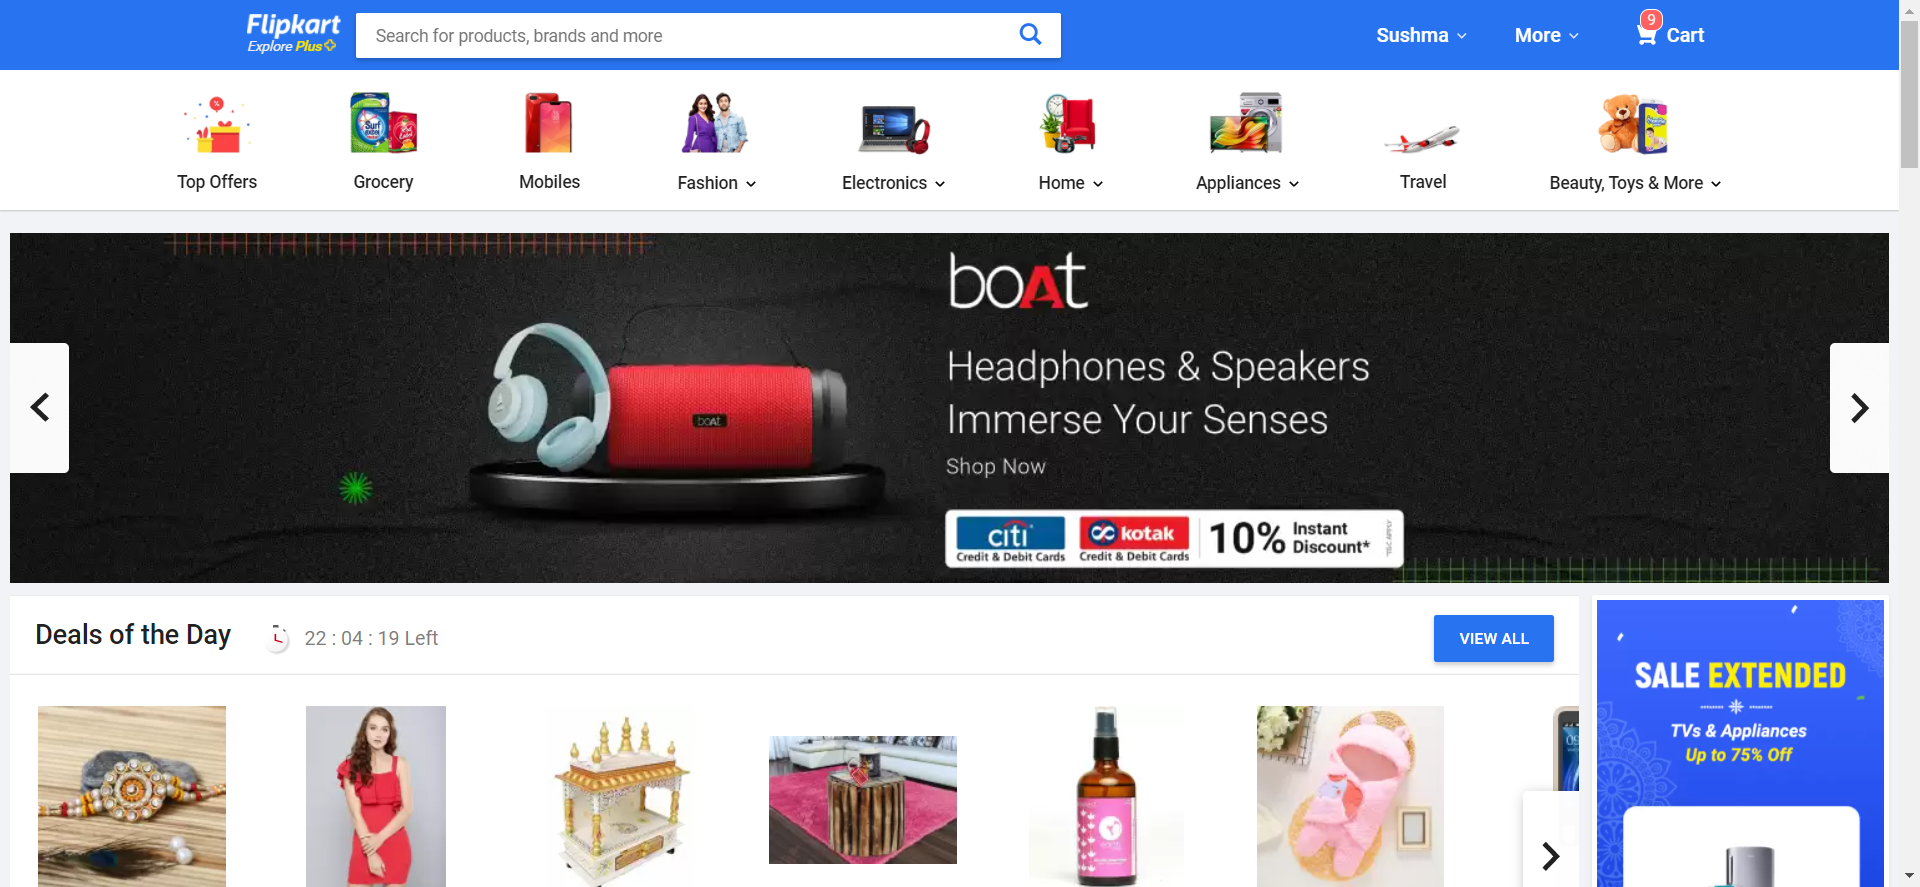 Flipkart
Explore Plus
Search for products, brands and more
Sushma
More
9
Cart
Top Offers
Grocery
Mobiles
Fashion
Electronics
Home
Appliances
Travel
Beauty, Toys & More
boAt
Headphones & Speakers
Immerse Your Senses
Shop Now
boAt
citi
Credit & Debit Cards
kotak
Credit & Debit Cards
10% Instant
Discount*
Deals of the Day
22 : 04 : 19 Left
VIEW ALL
SALE EXTENDED
TVs & Appliances
Up to 75% Off
Surf
excel